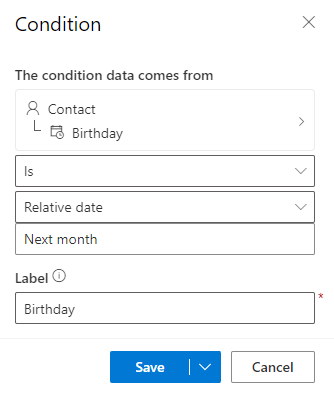 Condition
The condition data comes from
Contact
Birthday
Is
Relative date
Next month
Label
Birthday
*
Save
Cancel